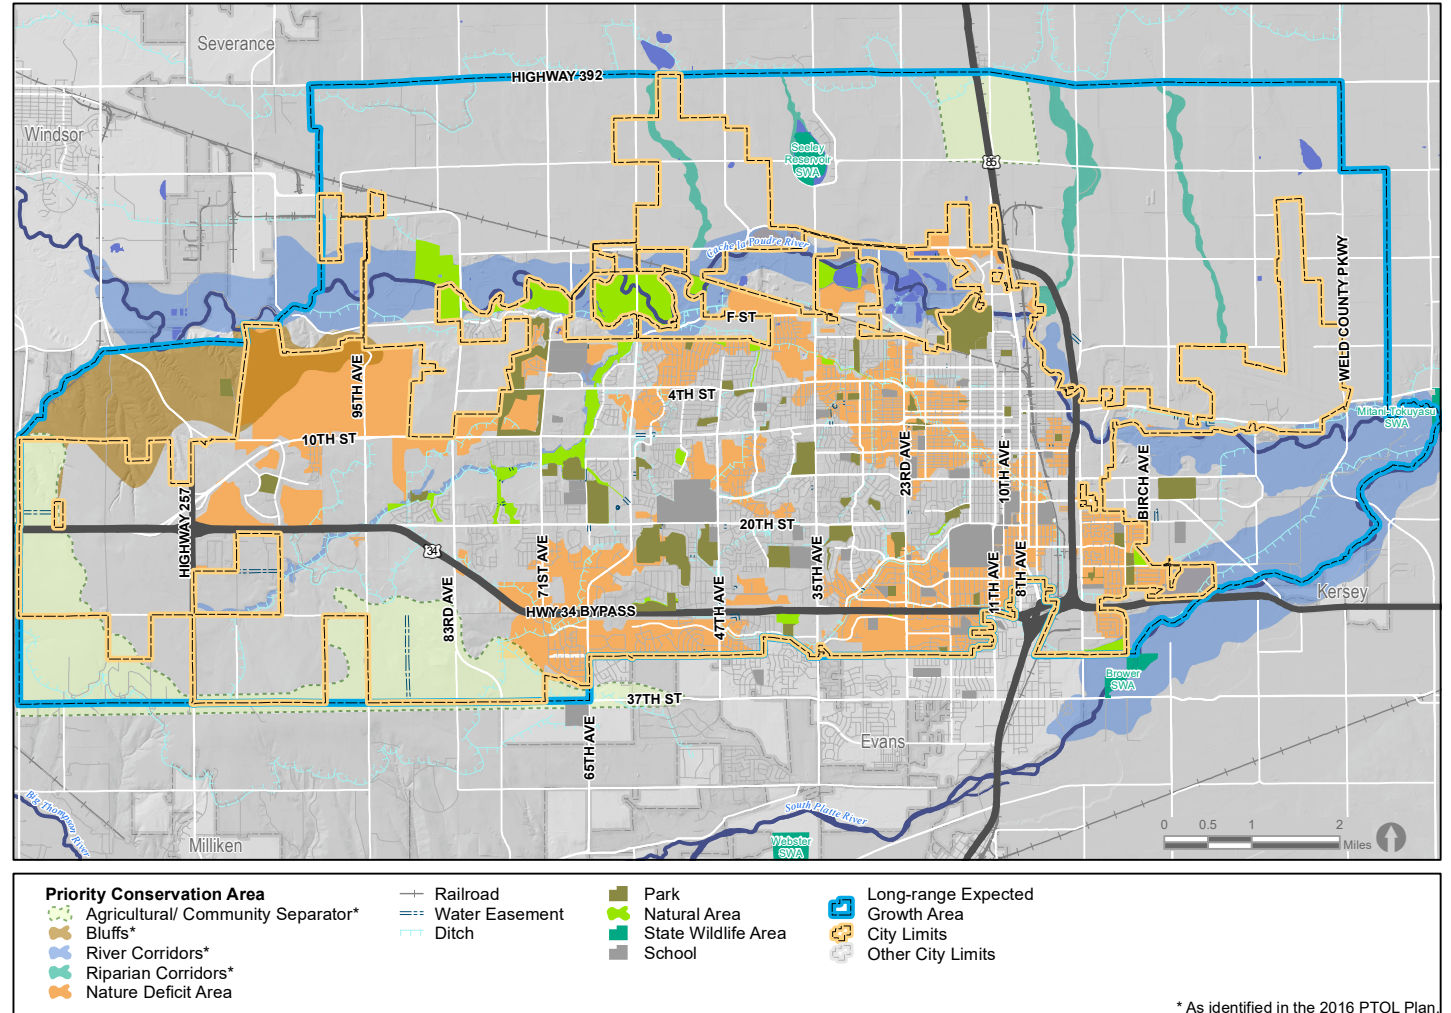 Severance
HIGHWAY 392
Windsor
85
Seeley
Reservoir
SWA
Cache la Poudre River
WELD COUNTY PKWY
F ST
95TH AVE
4TH ST
Mitani-Tokuyasu
SWA
10TH ST
23RD AVE
10TH AVE
BIRCH AVE
HIGHWAY 257
20TH ST
34
71ST AVE
35TH AVE
83RD AVE
47TH AVE
11TH AVE
8TH AVE
HWY 34 BYPASS
Kersey
Brower
SWA
37TH ST
65TH AVE
Evans
Big Thompson River
South Platte River
Milliken
Webster
SWA
0 0.5 1 2
Miles
Priority Conservation Area
Agricultural/ Community Separator*
Bluffs*
River Corridors*
Riparian Corridors*
Nature Deficit Area
Railroad
Water Easement
Ditch
Park
Natural Area
State Wildlife Area
School
Long-range Expected
Growth Area
City Limits
Other City Limits
* As identified in the 2016 PTOL Plan.